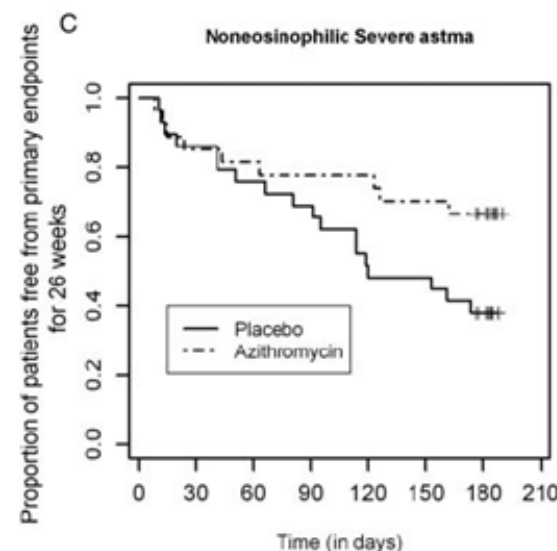 C
Noneosinophilic Severe astma
Proportion of patients free from primary endpoints
for 26 weeks
1.0
0.8
0.6
0.4
0.2
0.0
Placebo
Azithromycin
0 30 60 90 120 150 180 210
Time (in days)